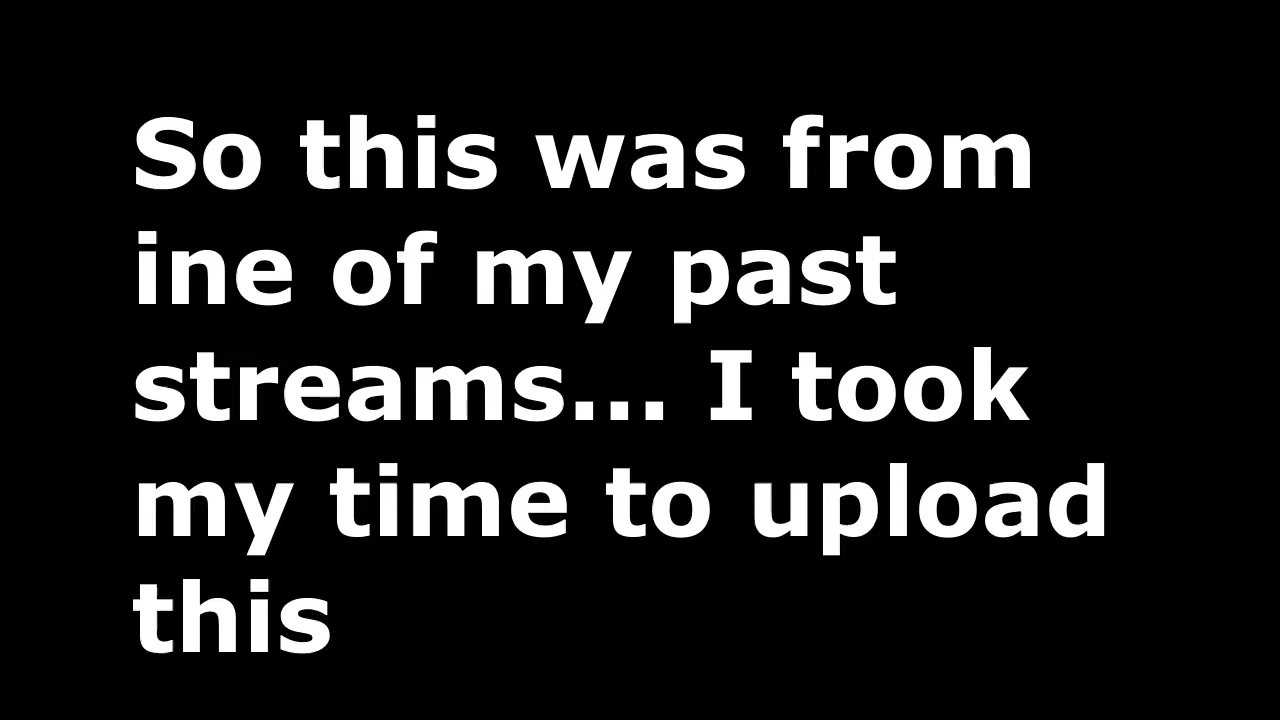 So this was from
ine of my past
streams... I took
my time to upload
this